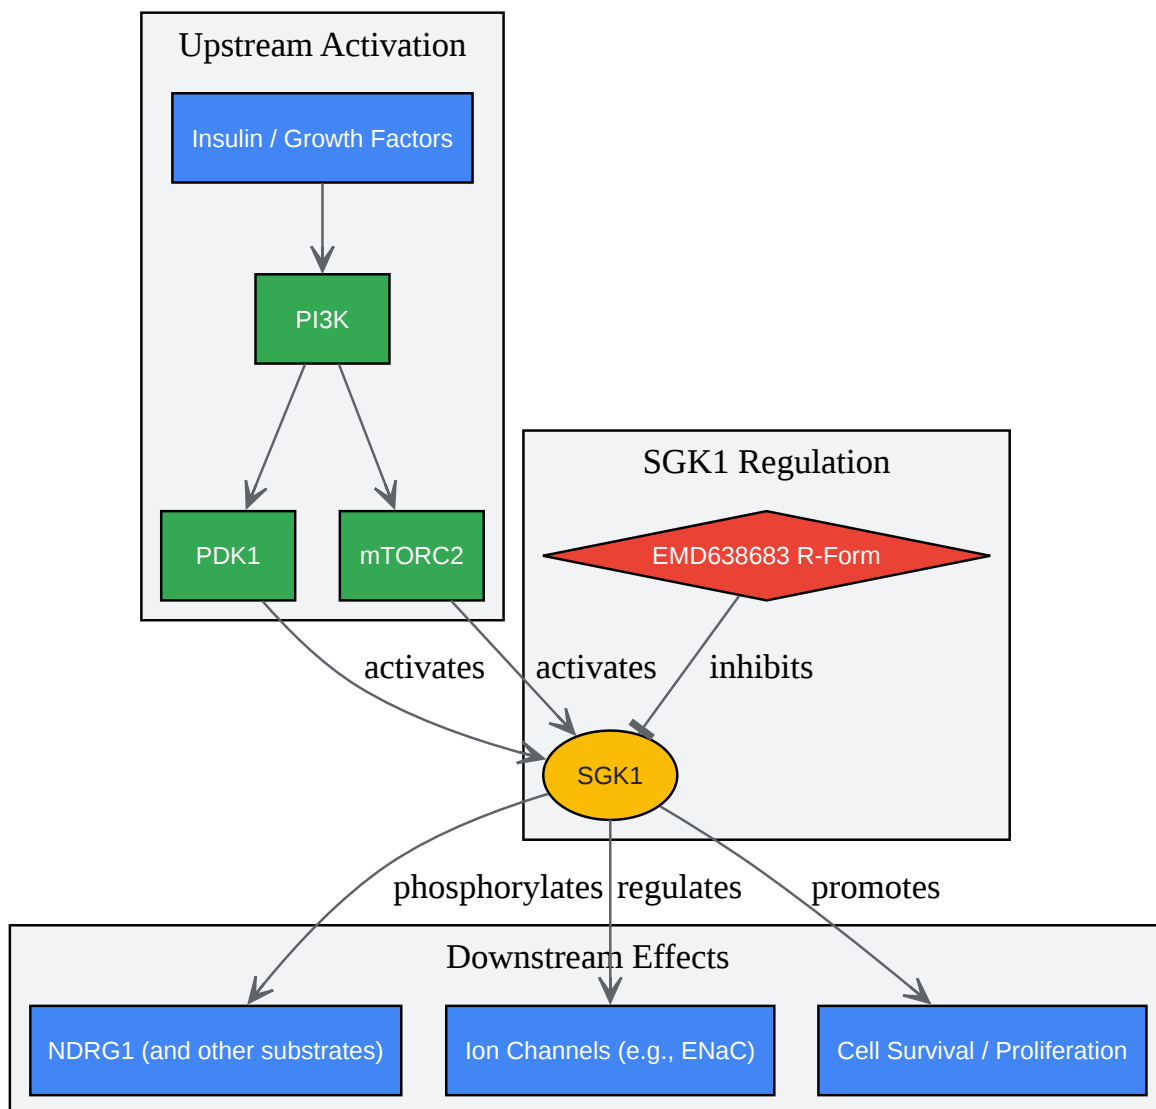 Upstream Activation
Insulin / Growth Factors
PI3K
SGK1 Regulation
PDK1
mTORC2
EMD638683 R-Form
activates
activates
inhibits
SGK1
phosphorylates
regulates
promotes
Downstream Effects
NDRG1 (and other substrates)
Ion Channels (e.g., ENaC)
Cell Survival / Proliferation